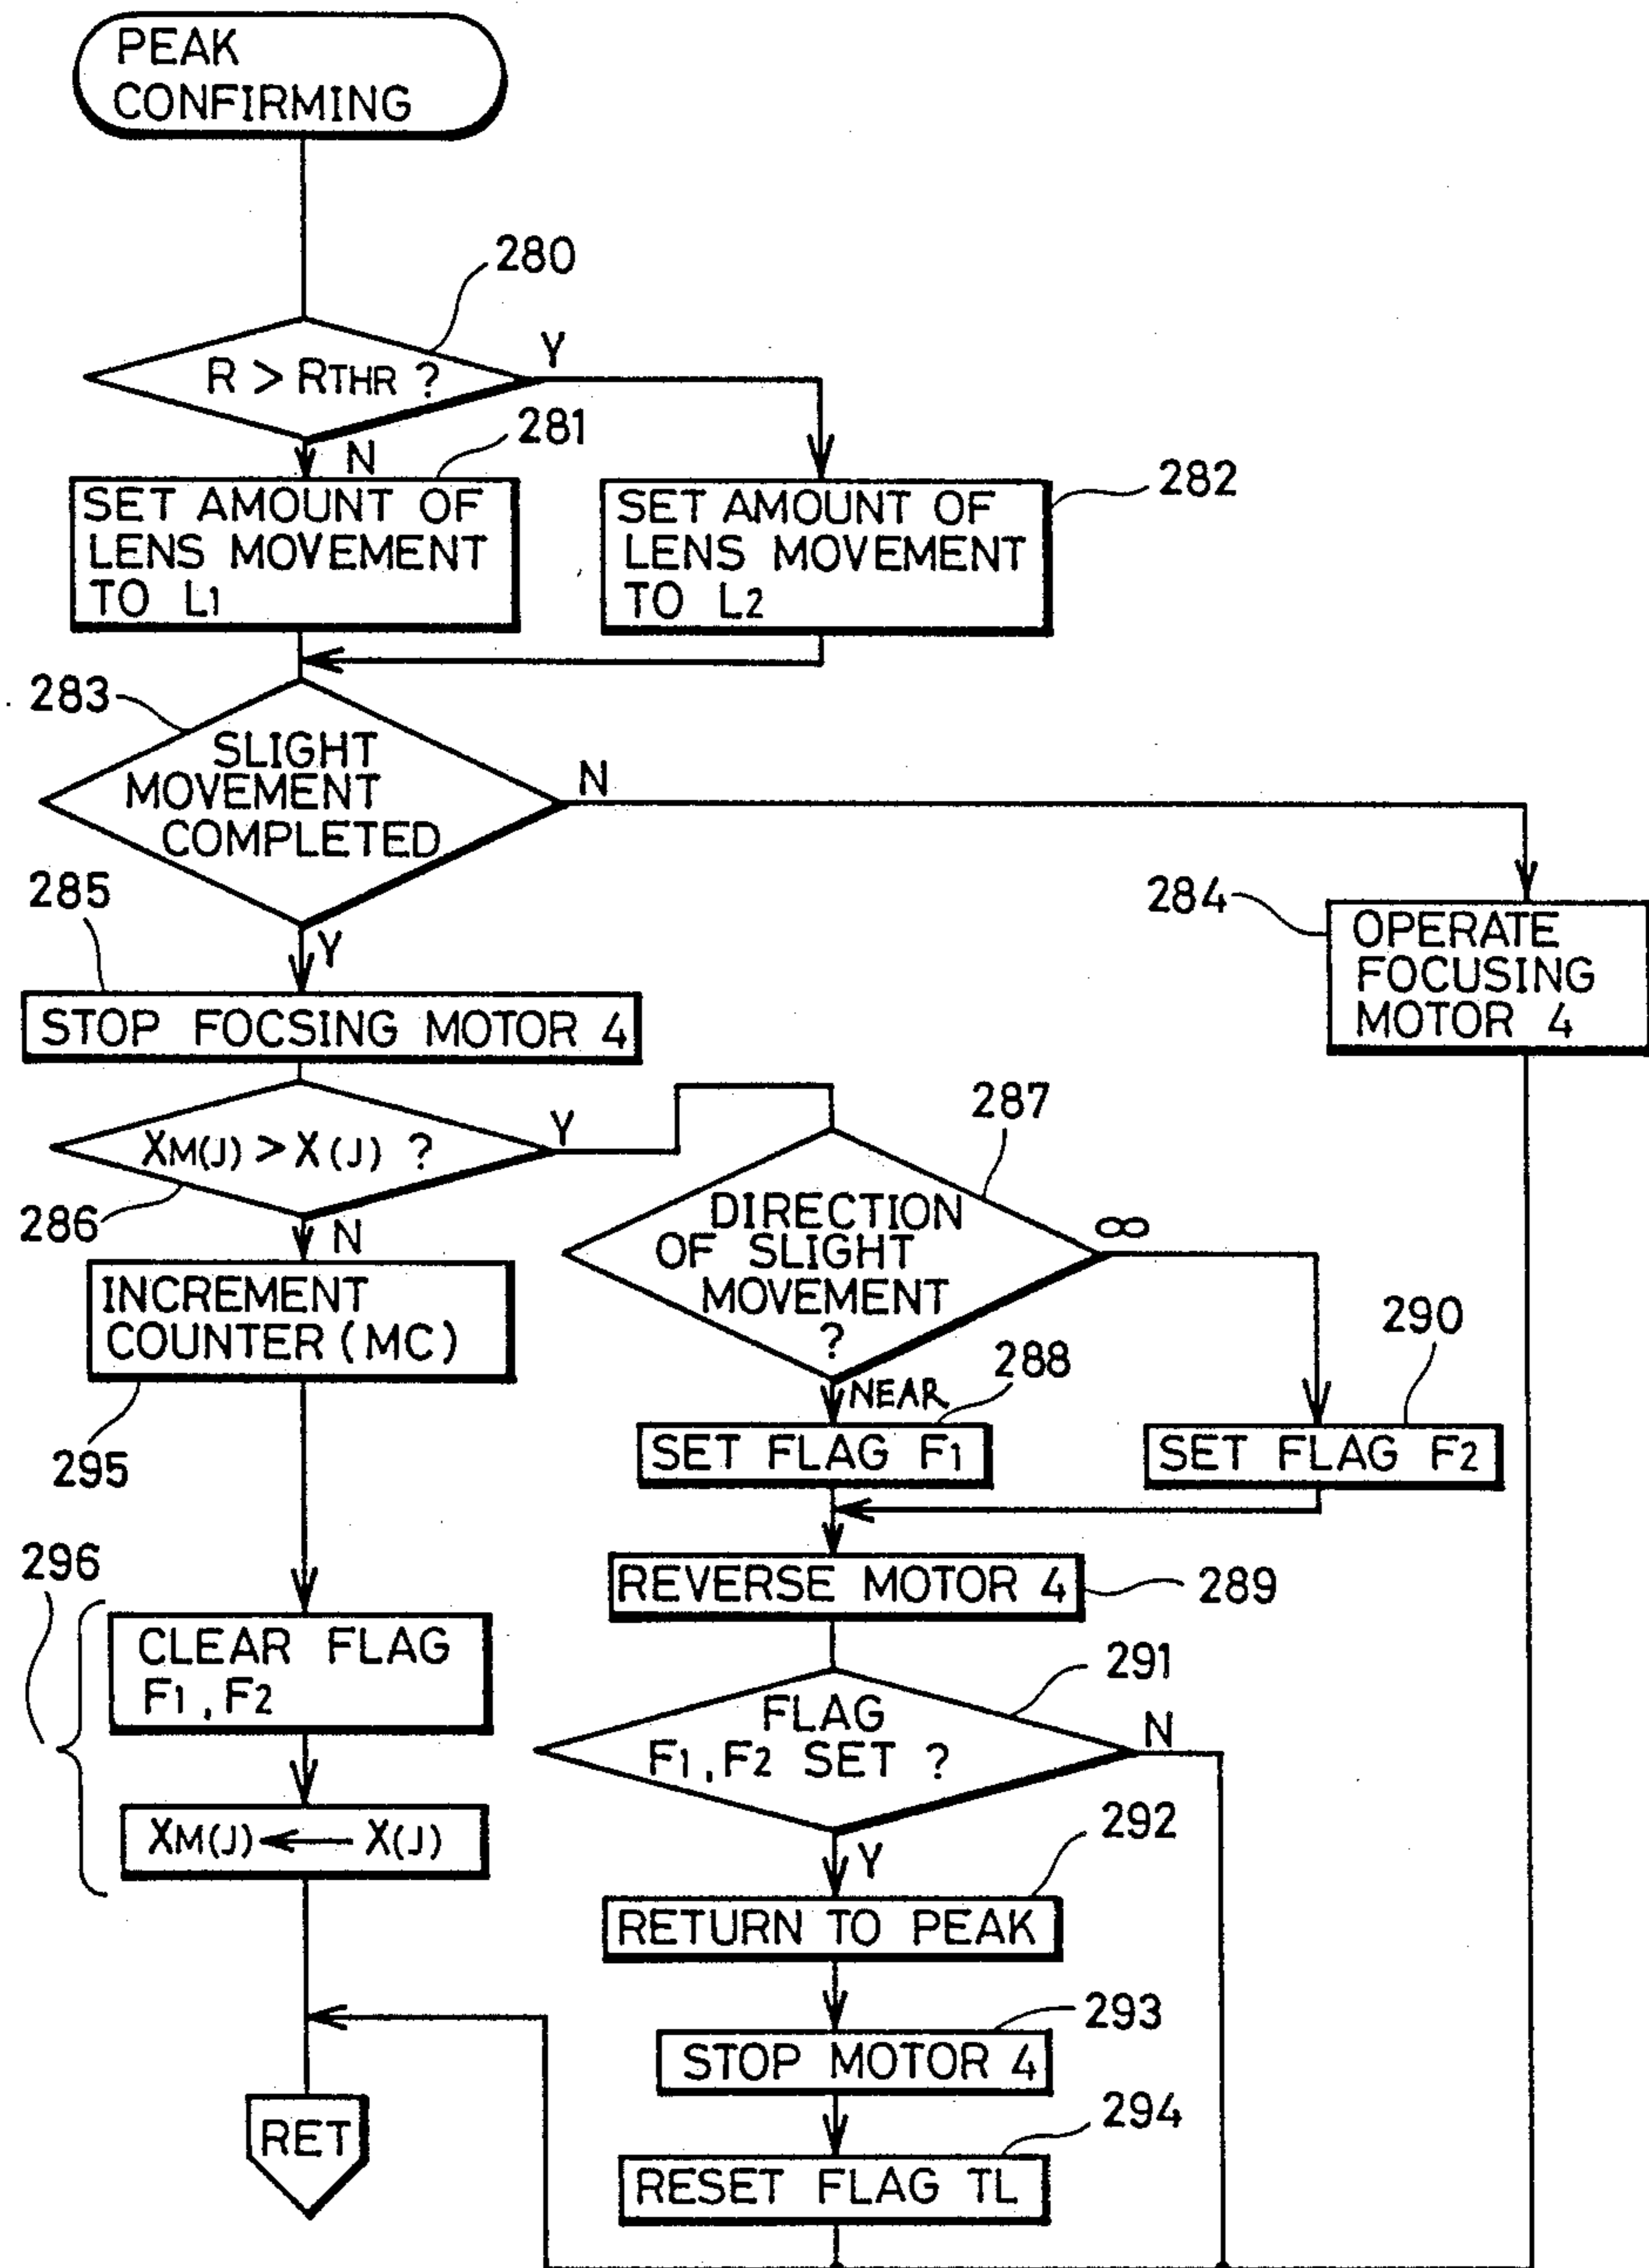 PEAK
CONFIRMING
280
R > RTHR ?
Y
N
281
SET AMOUNT OF
LENS MOVEMENT
TO L1
282
SET AMOUNT OF
LENS MOVEMENT
TO L2
283
SLIGHT
MOVEMENT
COMPLETED
N
Y
284
OPERATE
FOCUSING
MOTOR 4
285
STOP FOCSING MOTOR 4
286
XM(J) > X(J) ?
Y
N
287
DIRECTION
OF SLIGHT
MOVEMENT
?
∞
NEAR
288
SET FLAG F1
290
SET FLAG F2
INCREMENT
COUNTER (MC)
295
REVERSE MOTOR 4
289
296
CLEAR FLAG
F1, F2
XM(J) ← X(J)
291
FLAG
F1, F2 SET ?
N
Y
292
RETURN TO PEAK
293
STOP MOTOR 4
294
RESET FLAG TL
RET